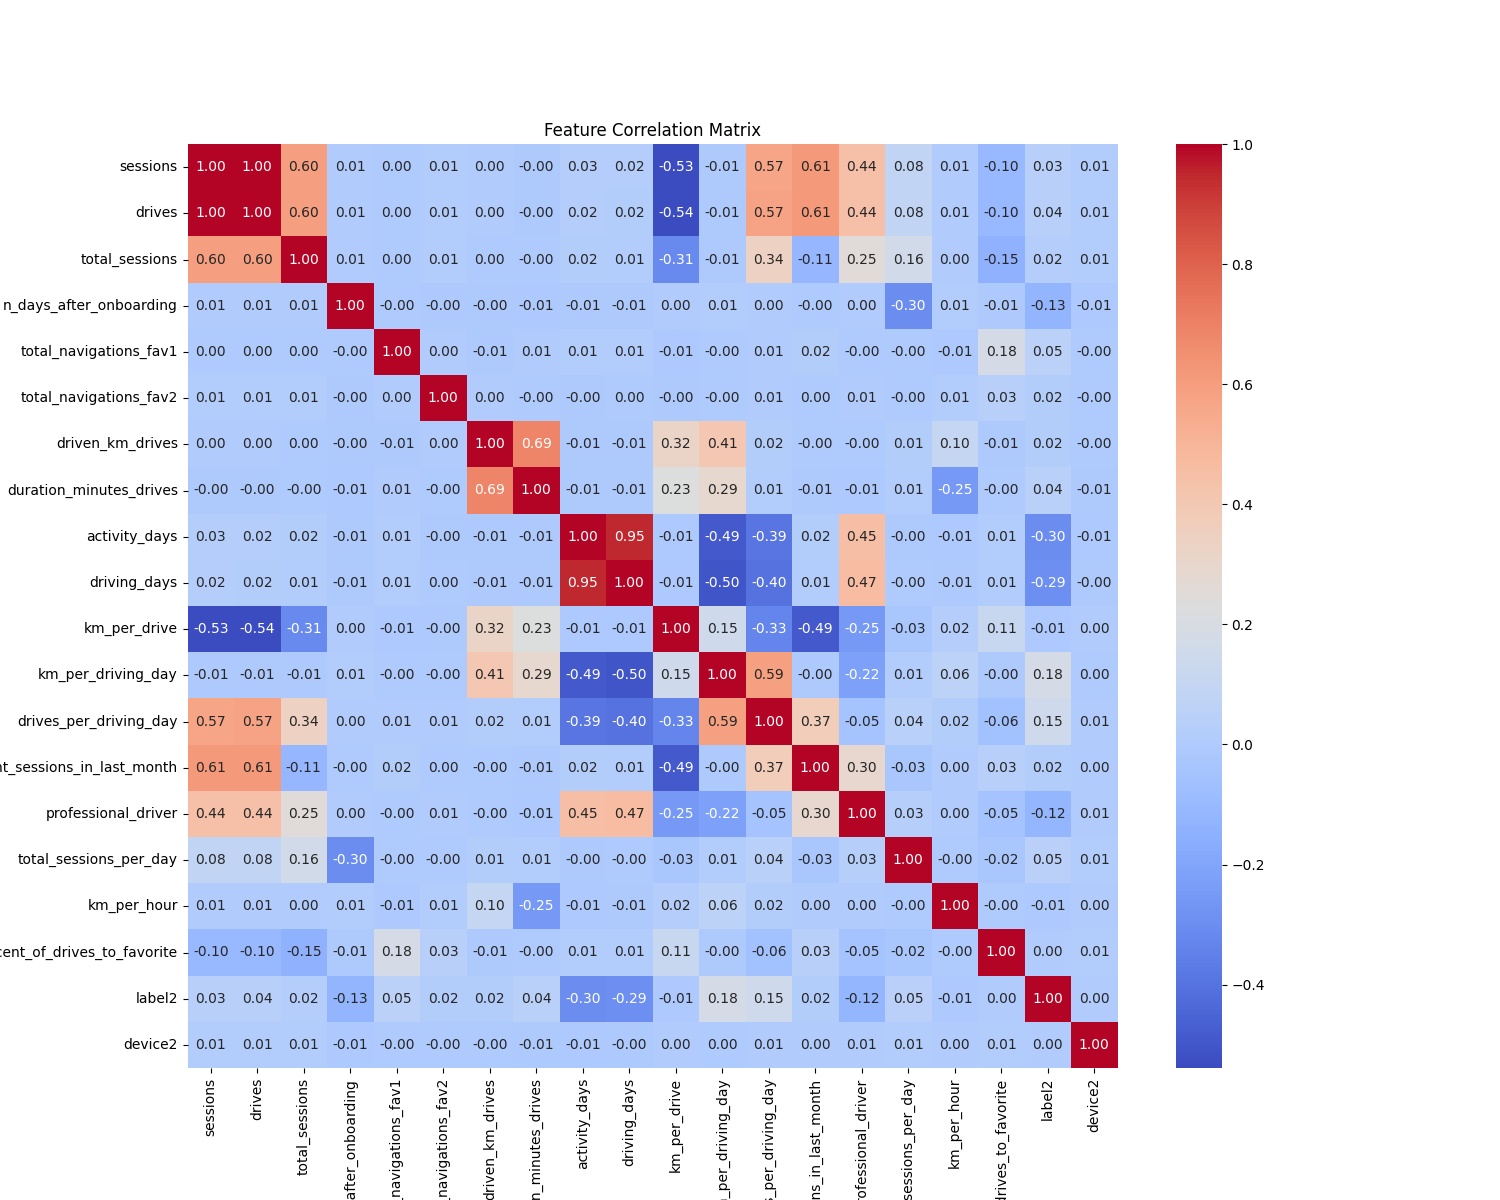 Feature Correlation Matrix
sessions 1.00 1.00 0.60 0.01 0.00 0.01 0.00 -0.00 0.03 0.02 -0.53 -0.01 0.57 0.61 0.44 0.08 0.01 -0.10 0.03 0.01
drives 1.00 1.00 0.60 0.01 0.00 0.01 0.00 -0.00 0.02 0.02 -0.54 -0.01 0.57 0.61 0.44 0.08 0.01 -0.10 0.04 0.01
total_sessions 0.60 0.60 1.00 0.01 0.00 0.01 0.00 -0.00 0.02 0.01 -0.31 -0.01 0.34 -0.11 0.25 0.16 0.00 -0.15 0.02 0.01
n_days_after_onboarding 0.01 0.01 0.01 1.00 -0.00 -0.00 -0.00 -0.01 -0.01 -0.01 0.00 0.01 0.00 -0.00 0.00 -0.30 0.01 -0.01 -0.13 -0.01
total_navigations_fav1 0.00 0.00 0.00 -0.00 1.00 0.00 -0.01 0.01 0.01 0.01 -0.01 -0.00 0.01 0.02 -0.00 -0.00 -0.01 0.18 0.05 -0.00
total_navigations_fav2 0.01 0.01 0.01 -0.00 0.00 1.00 0.00 -0.00 -0.00 0.00 -0.00 -0.00 0.01 0.00 0.01 -0.00 0.01 0.03 0.02 -0.00
driven_km_drives 0.00 0.00 0.00 -0.00 -0.01 0.00 1.00 0.69 -0.01 -0.01 0.32 0.41 0.02 -0.00 -0.00 0.01 0.10 -0.01 0.02 -0.00
duration_minutes_drives -0.00 -0.00 -0.00 -0.01 0.01 -0.00 0.69 1.00 -0.01 -0.01 0.23 0.29 0.01 -0.01 -0.01 0.01 -0.25 -0.00 0.04 -0.01
activity_days 0.03 0.02 0.02 -0.01 0.01 -0.00 -0.01 -0.01 1.00 0.95 -0.01 -0.49 -0.39 0.02 0.45 -0.00 -0.01 0.01 -0.30 -0.01
driving_days 0.02 0.02 0.01 -0.01 0.01 0.00 -0.01 -0.01 0.95 1.00 -0.01 -0.50 -0.40 0.01 0.47 -0.00 -0.01 0.01 -0.29 -0.00
km_per_drive -0.53 -0.54 -0.31 0.00 -0.01 -0.00 0.32 0.23 -0.01 -0.01 1.00 0.15 -0.33 -0.49 -0.25 -0.03 0.02 0.11 -0.01 0.00
km_per_driving_day -0.01 -0.01 -0.01 0.01 -0.00 -0.00 0.41 0.29 -0.49 -0.50 0.15 1.00 0.59 -0.00 -0.22 0.01 0.06 -0.00 0.18 0.00
drives_per_driving_day 0.57 0.57 0.34 0.00 0.01 0.01 0.02 0.01 -0.39 -0.40 -0.33 0.59 1.00 0.37 -0.05 0.04 0.02 -0.06 0.15 0.01
nt_sessions_in_last_month 0.61 0.61 -0.11 -0.00 0.02 0.00 -0.00 -0.01 0.02 0.01 -0.49 -0.00 0.37 1.00 0.30 -0.03 0.00 0.03 0.02 0.00
professional_driver 0.44 0.44 0.25 0.00 -0.00 0.01 -0.00 -0.01 0.45 0.47 -0.25 -0.22 -0.05 0.30 1.00 0.03 0.00 -0.05 -0.12 0.01
total_sessions_per_day 0.08 0.08 0.16 -0.30 -0.00 -0.00 0.01 0.01 -0.00 -0.00 -0.03 0.01 0.04 -0.03 0.03 1.00 -0.00 -0.02 0.05 0.01
km_per_hour 0.01 0.01 0.00 0.01 -0.01 0.01 0.10 -0.25 -0.01 -0.01 0.02 0.06 0.02 0.00 0.00 -0.00 1.00 -0.00 -0.01 0.00
cent_of_drives_to_favorite -0.10 -0.10 -0.15 -0.01 0.18 0.03 -0.01 -0.00 0.01 0.01 0.11 -0.00 -0.06 0.03 -0.05 -0.02 -0.00 1.00 0.00 0.01
label2 0.03 0.04 0.02 -0.13 0.05 0.02 0.02 0.04 -0.30 -0.29 -0.01 0.18 0.15 0.02 -0.12 0.05 -0.01 0.00 1.00 0.00
device2 0.01 0.01 0.01 -0.01 -0.00 -0.00 -0.00 -0.01 -0.01 -0.00 0.00 0.00 0.01 0.00 0.01 0.01 0.00 0.01 0.00 1.00
sessions
drives
total_sessions
after_onboarding
_navigations_fav1
_navigations_fav2
driven_km_drives
n_minutes_drives
activity_days
driving_days
km_per_drive
_per_driving_day
s_per_driving_day
ns_in_last_month
rofessional_driver
sessions_per_day
km_per_hour
drives_to_favorite
label2
device2
1.0
0.8
0.6
0.4
0.2
0.0
−0.2
−0.4